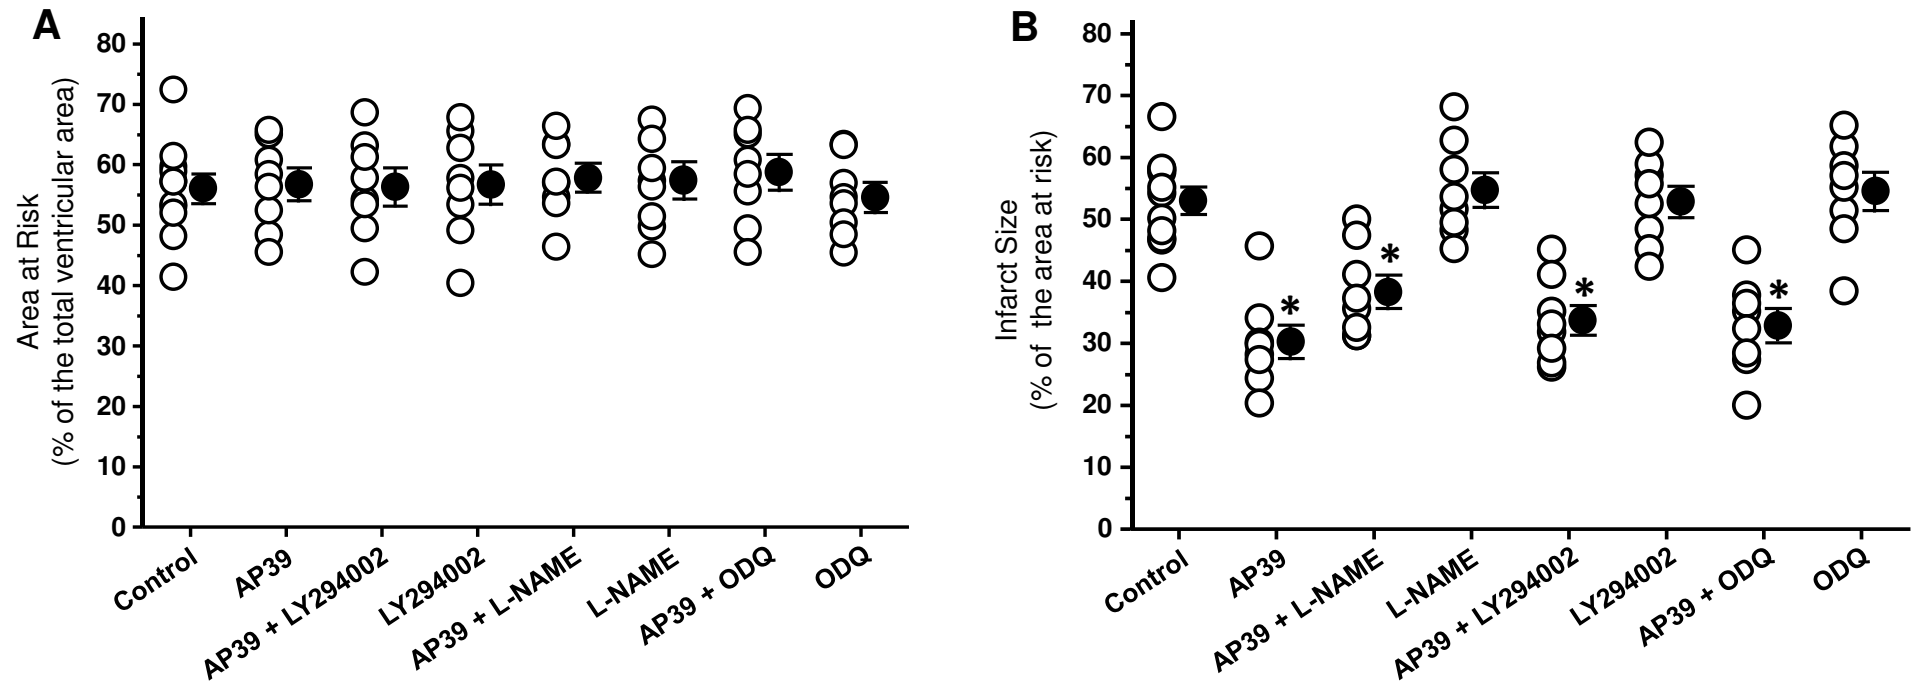 A
Area at Risk
(% of the total ventricular area)
80
70
60
50
40
30
20
10
0
Control
AP39
AP39 + LY294002
LY294002
AP39 + L-NAME
L-NAME
AP39 + ODQ
ODQ
B
Infarct Size
(% of the area at risk)
80
70
60
50
40
30
20
10
0
*
*
*
*
Control
AP39
AP39 + L-NAME
L-NAME
AP39 + LY294002
LY294002
AP39 + ODQ
ODQ